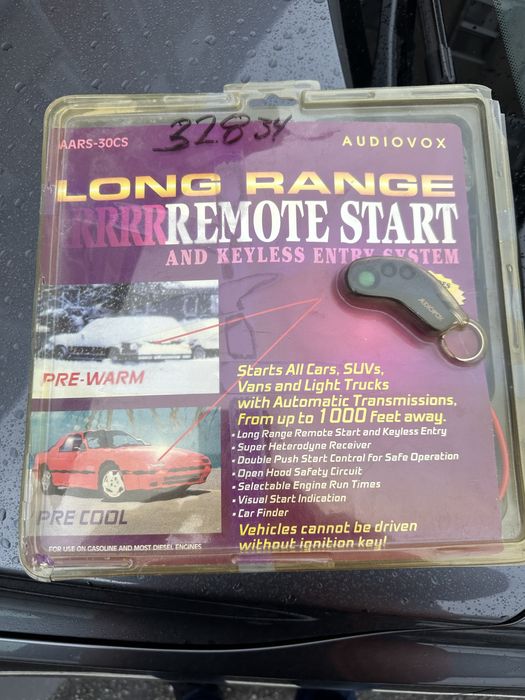 AARS-30CS
32834
AUDIOVOX
LONG RANGE
RRRRREMOTE START
AND KEYLESS ENTRY SYSTEM
AUDIOVOX
PRE-WARM
PRE COOL
FOR USE ON GASOLINE AND MOST DIESEL ENGINES
Starts All Cars, SUVs,
Vans and Light Trucks
with Automatic Transmissions,
From up to 1000 feet away.
• Long Range Remote Start and Keyless Entry
• Super Heterodyne Receiver
• Double Push Start Control For Safe Operation
• Open Hood Safety Circuit
• Selectable Engine Run Times
• Visual Start Indication
• Car Finder
Vehicles cannot be driven
without ignition key!